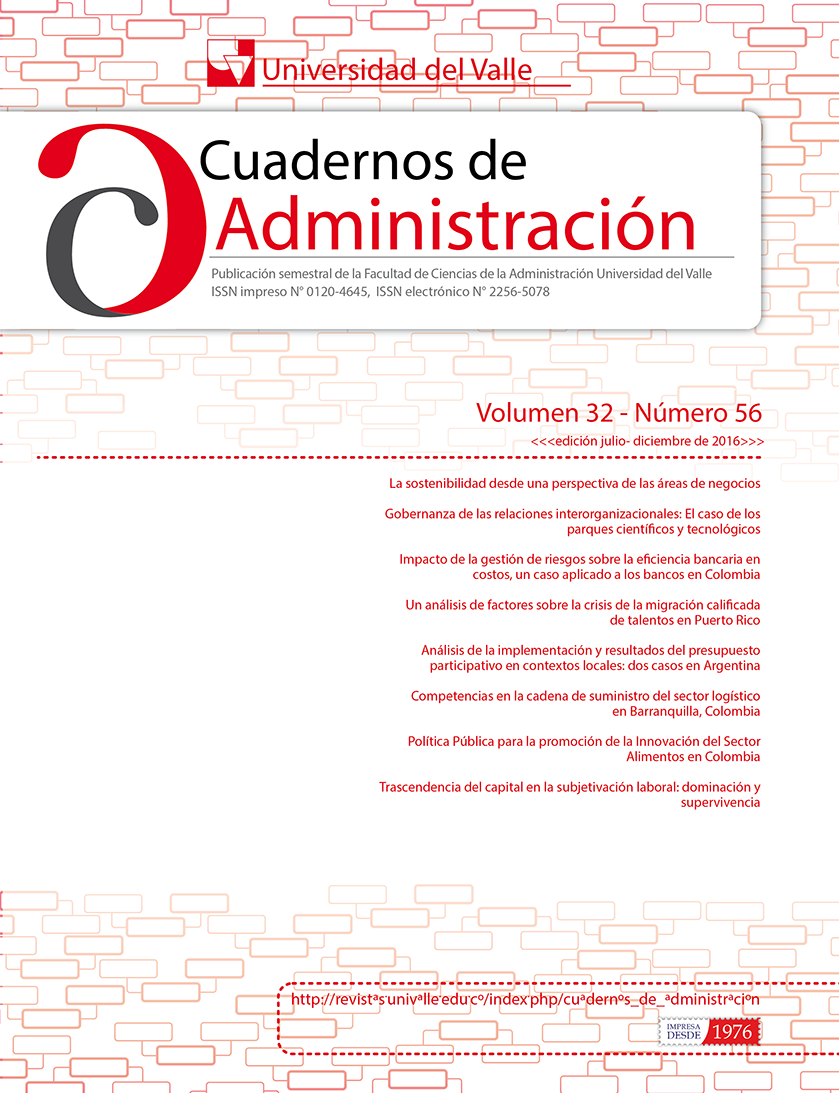 Universidad del Valle
Cuadernos de
Administración
Publicación semestral de la Facultad de Ciencias de la Administración Universidad del Valle
ISSN impreso N° 0120-4645, ISSN electrónico N° 2256-5078
Volumen 32 - Número 56
<<<edición julio- diciembre de 2016>>>
La sostenibilidad desde una perspectiva de las áreas de negocios
Gobernanza de las relaciones interorganizacionales: El caso de los
parques científicos y tecnológicos
Impacto de la gestión de riesgos sobre la eficiencia bancaria en
costos, un caso aplicado a los bancos en Colombia
Un análisis de factores sobre la crisis de la migración calificada
de talentos en Puerto Rico
Análisis de la implementación y resultados del presupuesto
participativo en contextos locales: dos casos en Argentina
Competencias en la cadena de suministro del sector logístico
en Barranquilla, Colombia
Política Pública para la promoción de la Innovación del Sector
Alimentos en Colombia
Trascendencia del capital en la subjetivación laboral: dominación y
supervivencia
http://revistªs·univªlle·edu·cº/index·php/cuªdernºs_de_ªdministrªciºn
IMPRESA
DESDE 1976